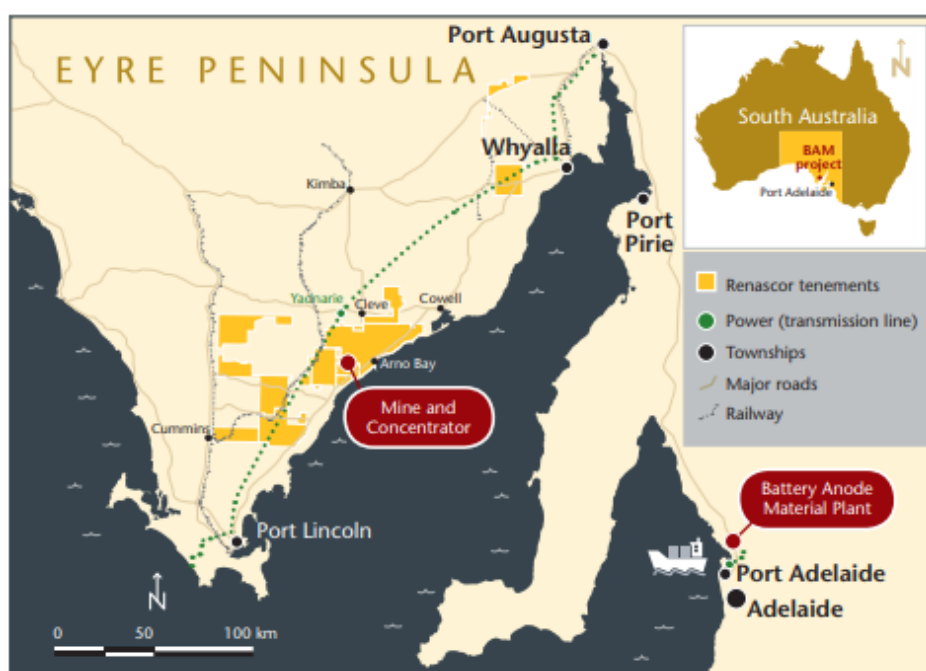 EYRE PENINSULA
Port Augusta
Whyalla
Kimba
Port
Pirie
Yadnarie
Cleve
Cowell
Arno Bay
Mine and
Concentrator
Cummins
Port Lincoln
N
0 50 100 km
N
South Australia
BAM
project
Port Adelaide
Renascor tenements
Power (transmission line)
Townships
Major roads
Railway
Battery Anode
Material Plant
Port Adelaide
Adelaide